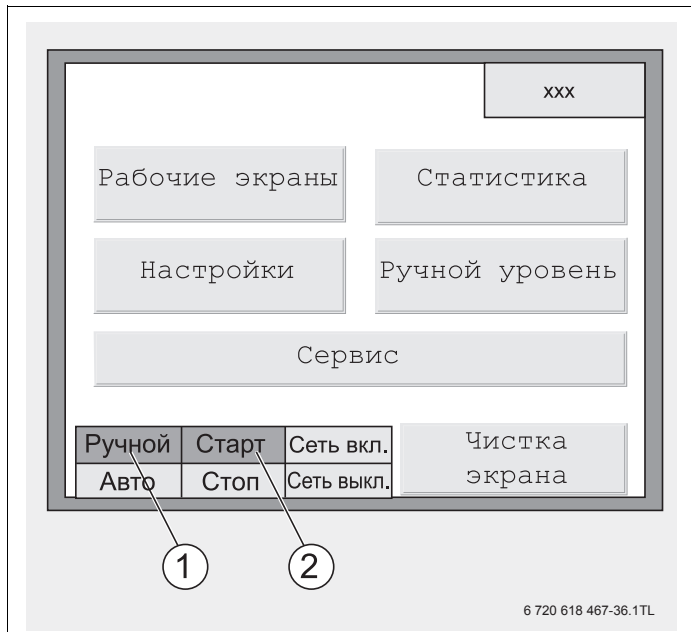 xxx
Рабочие экраны
Статистика
Настройки
Ручной уровень
Сервис
Ручной
Старт
Сеть вкл.
Авто
Стоп
Сеть выкл.
Чистка
экрана
1
2
6 720 618 467-36.1TL